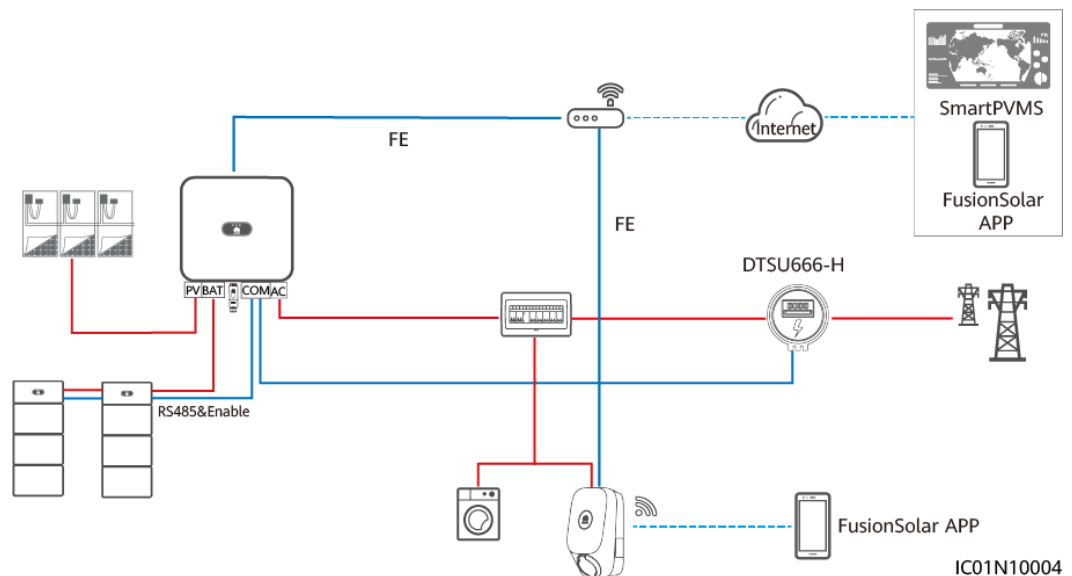 FE
Internet
SmartPVMS
FusionSolar
APP
FE
DTSU666-H
PV BAT COM AC
RS485&Enable
FusionSolar APP
IC01N10004